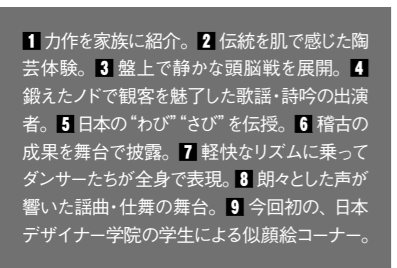 1 力作を家族に紹介。2 伝統を肌で感じた陶
芸体験。3 盤上で静かな頭脳戦を展開。4
鍛えたノドで観客を魅了した歌謡・詩吟の出演
者。5 日本の“わび”“さび”を伝授。6 稽古の
成果を舞台で披露。7 軽快なリズムに乗って
ダンサーたちが全身で表現。8 朗々とした声が
響いた謡曲・仕舞の舞台。9 今回初の、日本
デザイナー学院の学生による似顔絵コーナー。